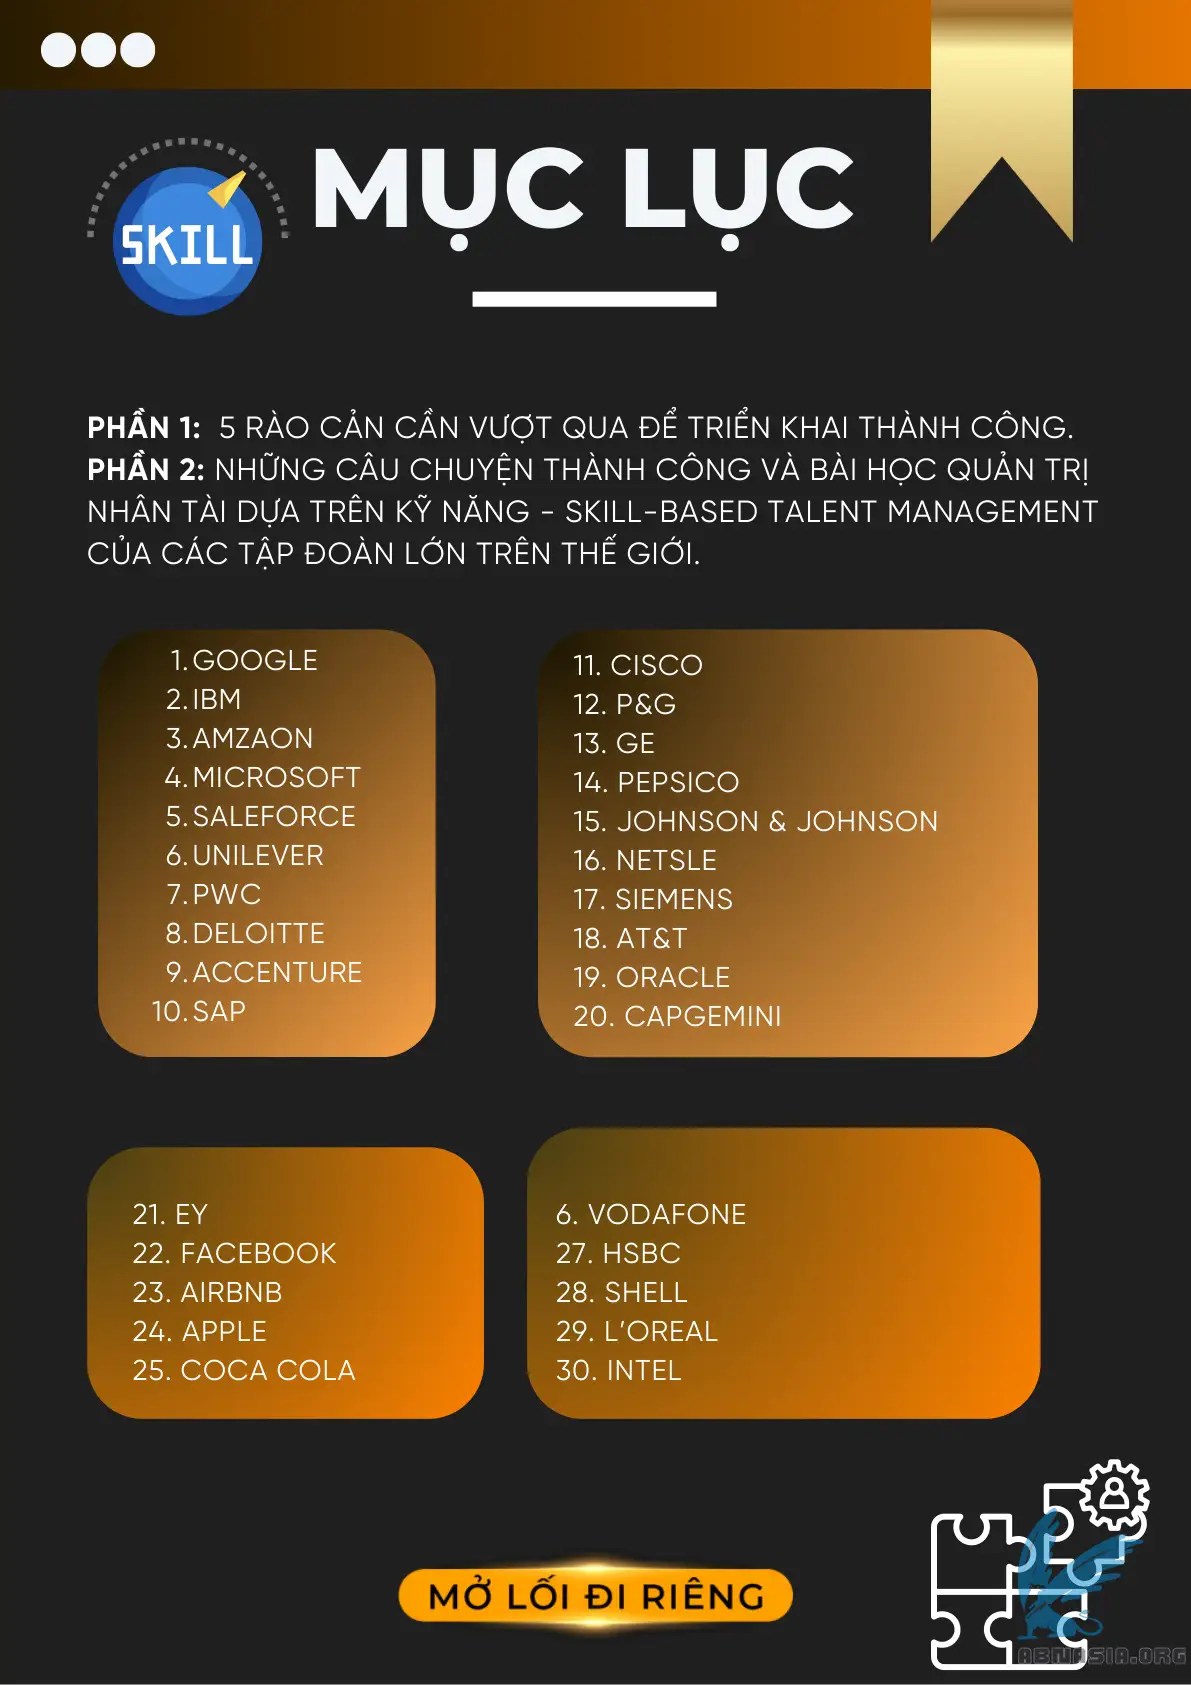 SKILL
MỤC LỤC
PHẦN 1:  5 RÀO CẢN CẦN VƯỢT QUA ĐỂ TRIỂN KHAI THÀNH CÔNG.
PHẦN 2: NHỮNG CÂU CHUYỆN THÀNH CÔNG VÀ BÀI HỌC QUẢN TRỊ
NHÂN TÀI DỰA TRÊN KỸ NĂNG - SKILL-BASED TALENT MANAGEMENT
CỦA CÁC TẬP ĐOÀN LỚN TRÊN THẾ GIỚI.
1. GOOGLE
2. IBM
3. AMZAON
4. MICROSOFT
5. SALEFORCE
6. UNILEVER
7. PWC
8. DELOITTE
9. ACCENTURE
10. SAP
11. CISCO
12. P&G
13. GE
14. PEPSICO
15. JOHNSON & JOHNSON
16. NETSLE
17. SIEMENS
18. AT&T
19. ORACLE
20. CAPGEMINI
21. EY
22. FACEBOOK
23. AIRBNB
24. APPLE
25. COCA COLA
6. VODAFONE
27. HSBC
28. SHELL
29. L'OREAL
30. INTEL
MỞ LỐI ĐI RIÊNG
ABNASIA.ORG